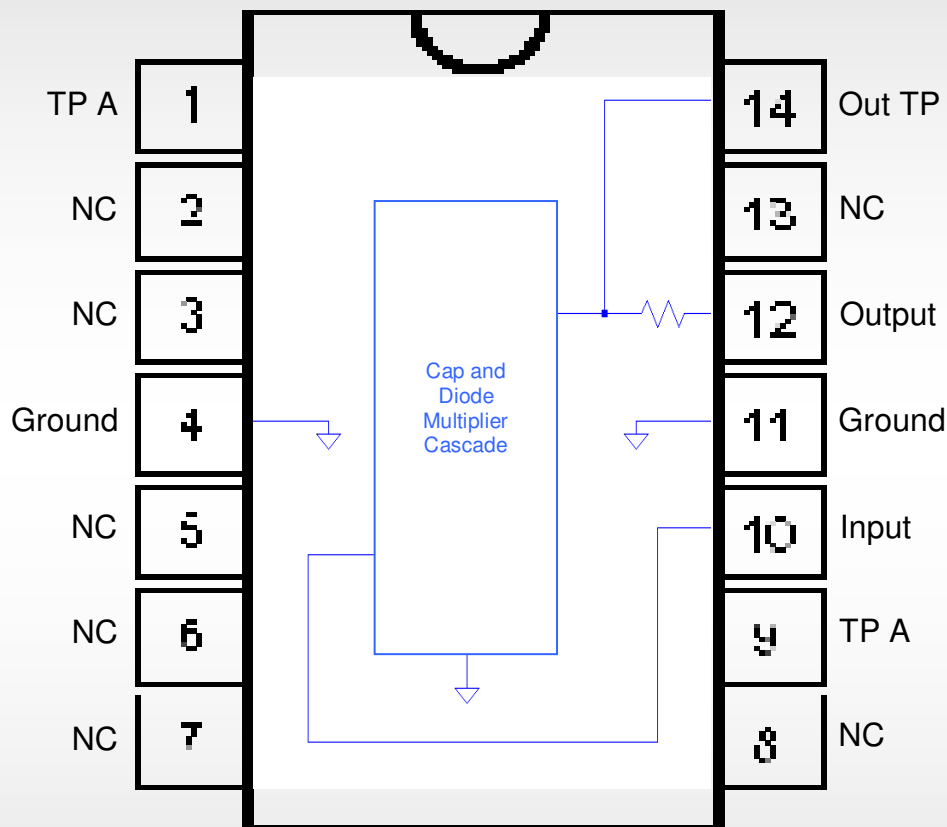 TP A 1 14 Out TP
NC 2 13 NC
NC 3 12 Output
Cap and
Diode
Multiplier
Cascade
Ground 4 11 Ground
NC 5 10 Input
NC 6 9 TP A
NC 7 8 NC